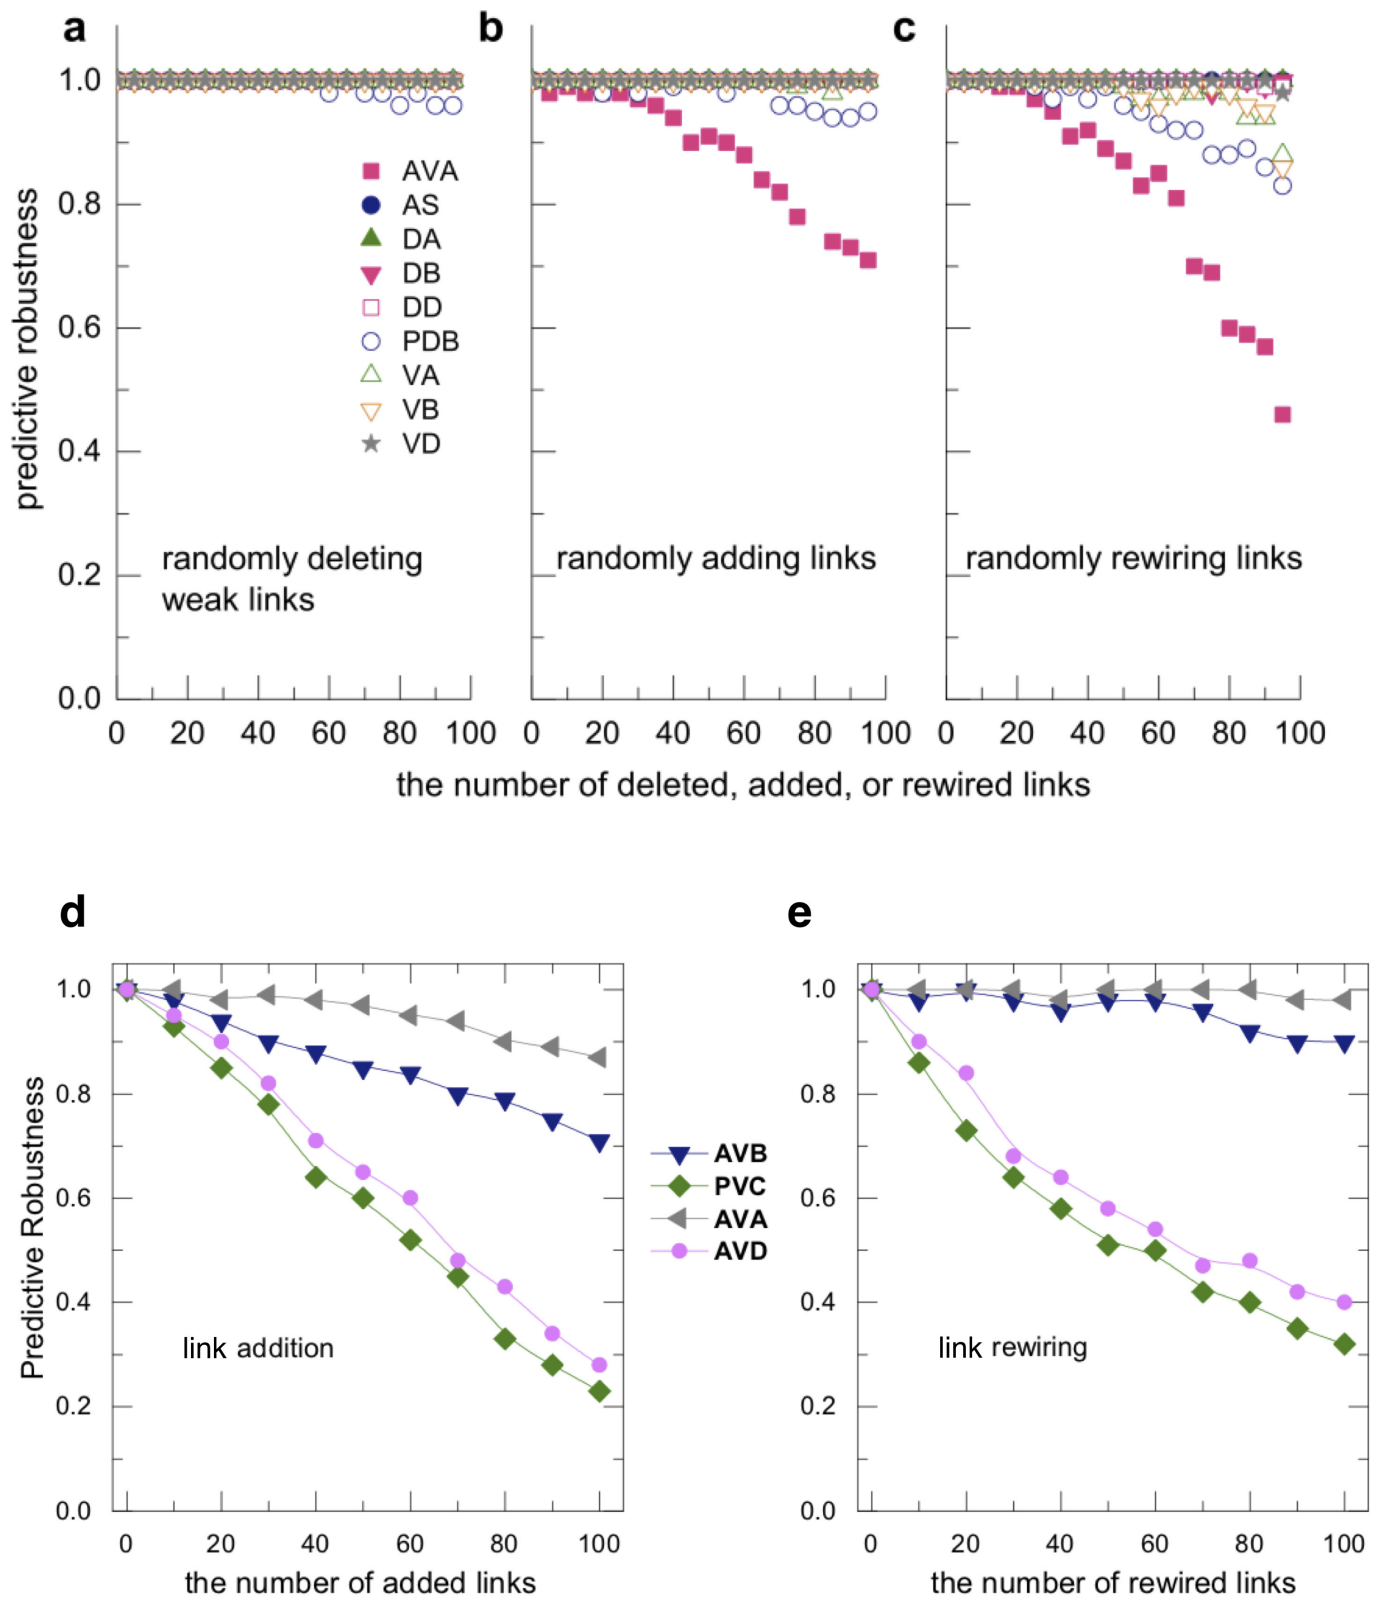 a
b
c
predictive robustness
1.0
0.8
0.6
0.4
0.2
0.0
AVA
AS
DA
DB
DD
PDB
VA
VB
VD
randomly deleting
weak links
randomly adding links
randomly rewiring links
0 20 40 60 80 100
0 20 40 60 80 100
0 20 40 60 80 100
the number of deleted, added, or rewired links
d
e
Predictive Robustness
1.0
0.8
0.6
0.4
0.2
0.0
link addition
0 20 40 60 80 100
the number of added links
AVB
PVC
AVA
AVD
1.0
0.8
0.6
0.4
0.2
0.0
link rewiring
0 20 40 60 80 100
the number of rewired links